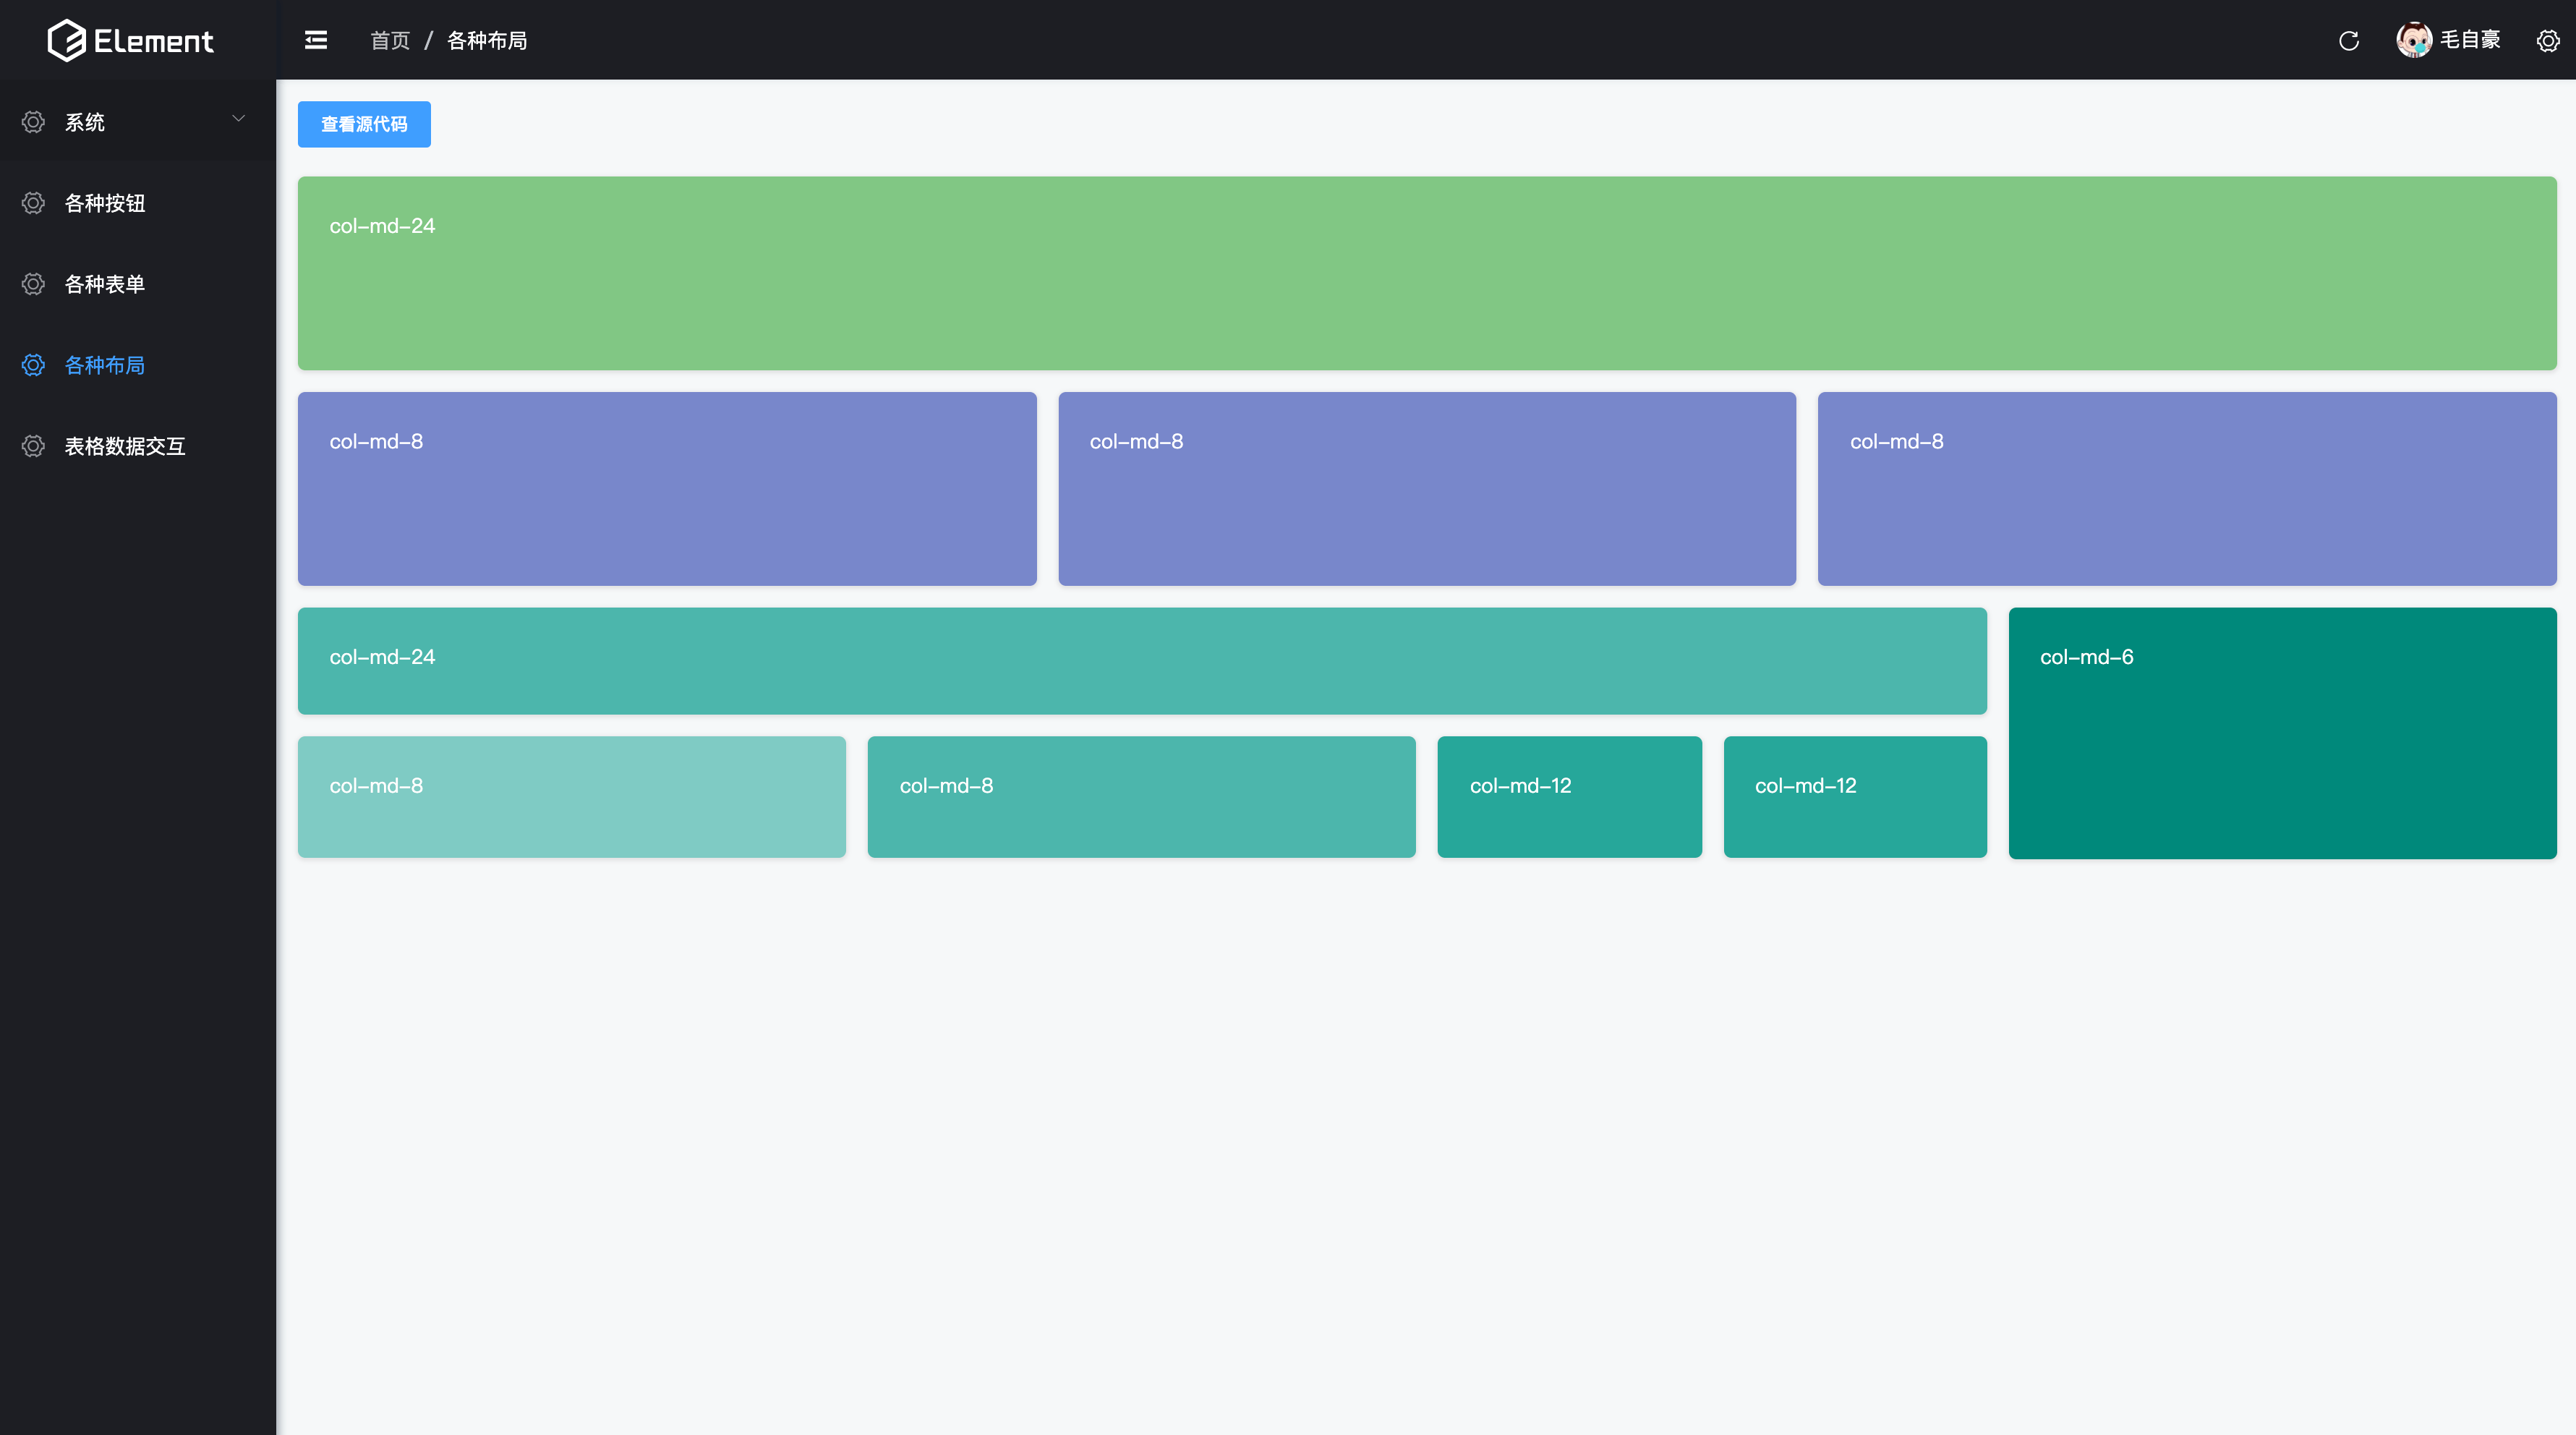 Element
首页 / 各种布局
毛自豪
系统
各种按钮
各种表单
各种布局
表格数据交互
查看源代码
col-md-24
col-md-8
col-md-8
col-md-8
col-md-24
col-md-6
col-md-8
col-md-8
col-md-12
col-md-12